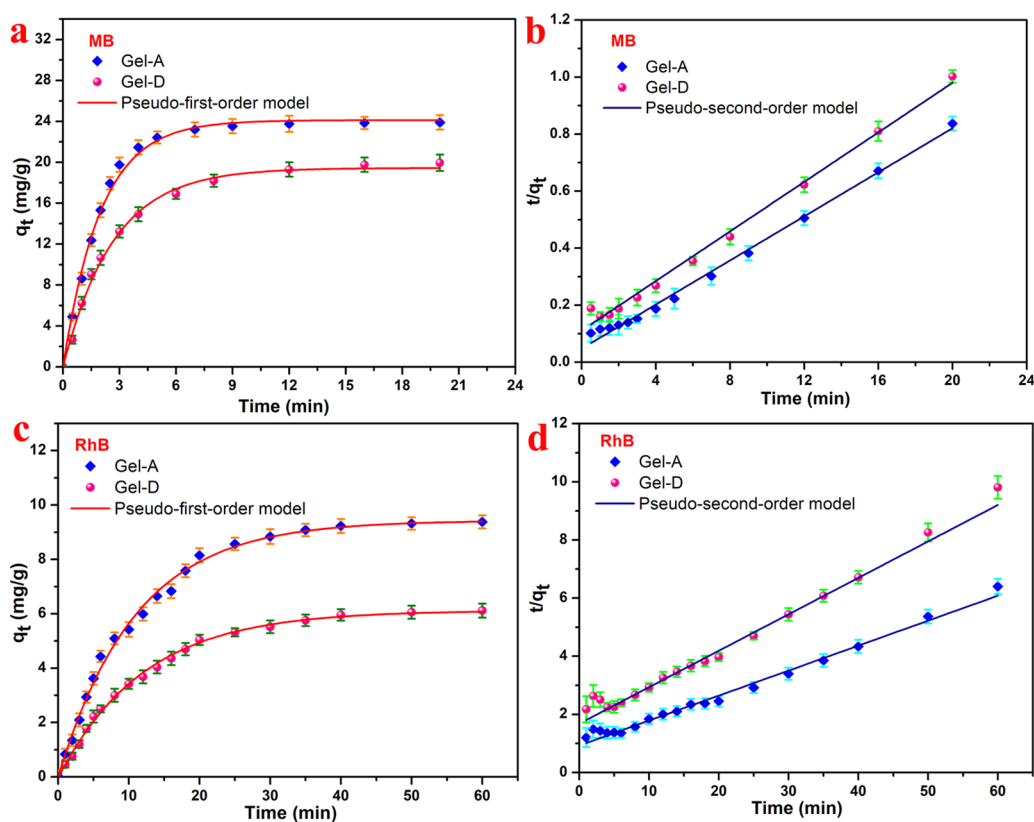 a
MB
Gel-A
Gel-D
Pseudo-first-order model
32
28
24
20
16
12
8
4
0
q_t (mg/g)
0 3 6 9 12 15 18 21 24
Time (min)
b
MB
Gel-A
Gel-D
Pseudo-second-order model
1.2
1.0
0.8
0.6
0.4
0.2
0.0
t/q_t
0 4 8 12 16 20 24
Time (min)
c
RhB
Gel-A
Gel-D
Pseudo-first-order model
12
10
8
6
4
2
0
q_t (mg/g)
0 10 20 30 40 50 60
Time (min)
d
RhB
Gel-A
Gel-D
Pseudo-second-order model
12
10
8
6
4
2
0
t/q_t
0 10 20 30 40 50 60
Time (min)